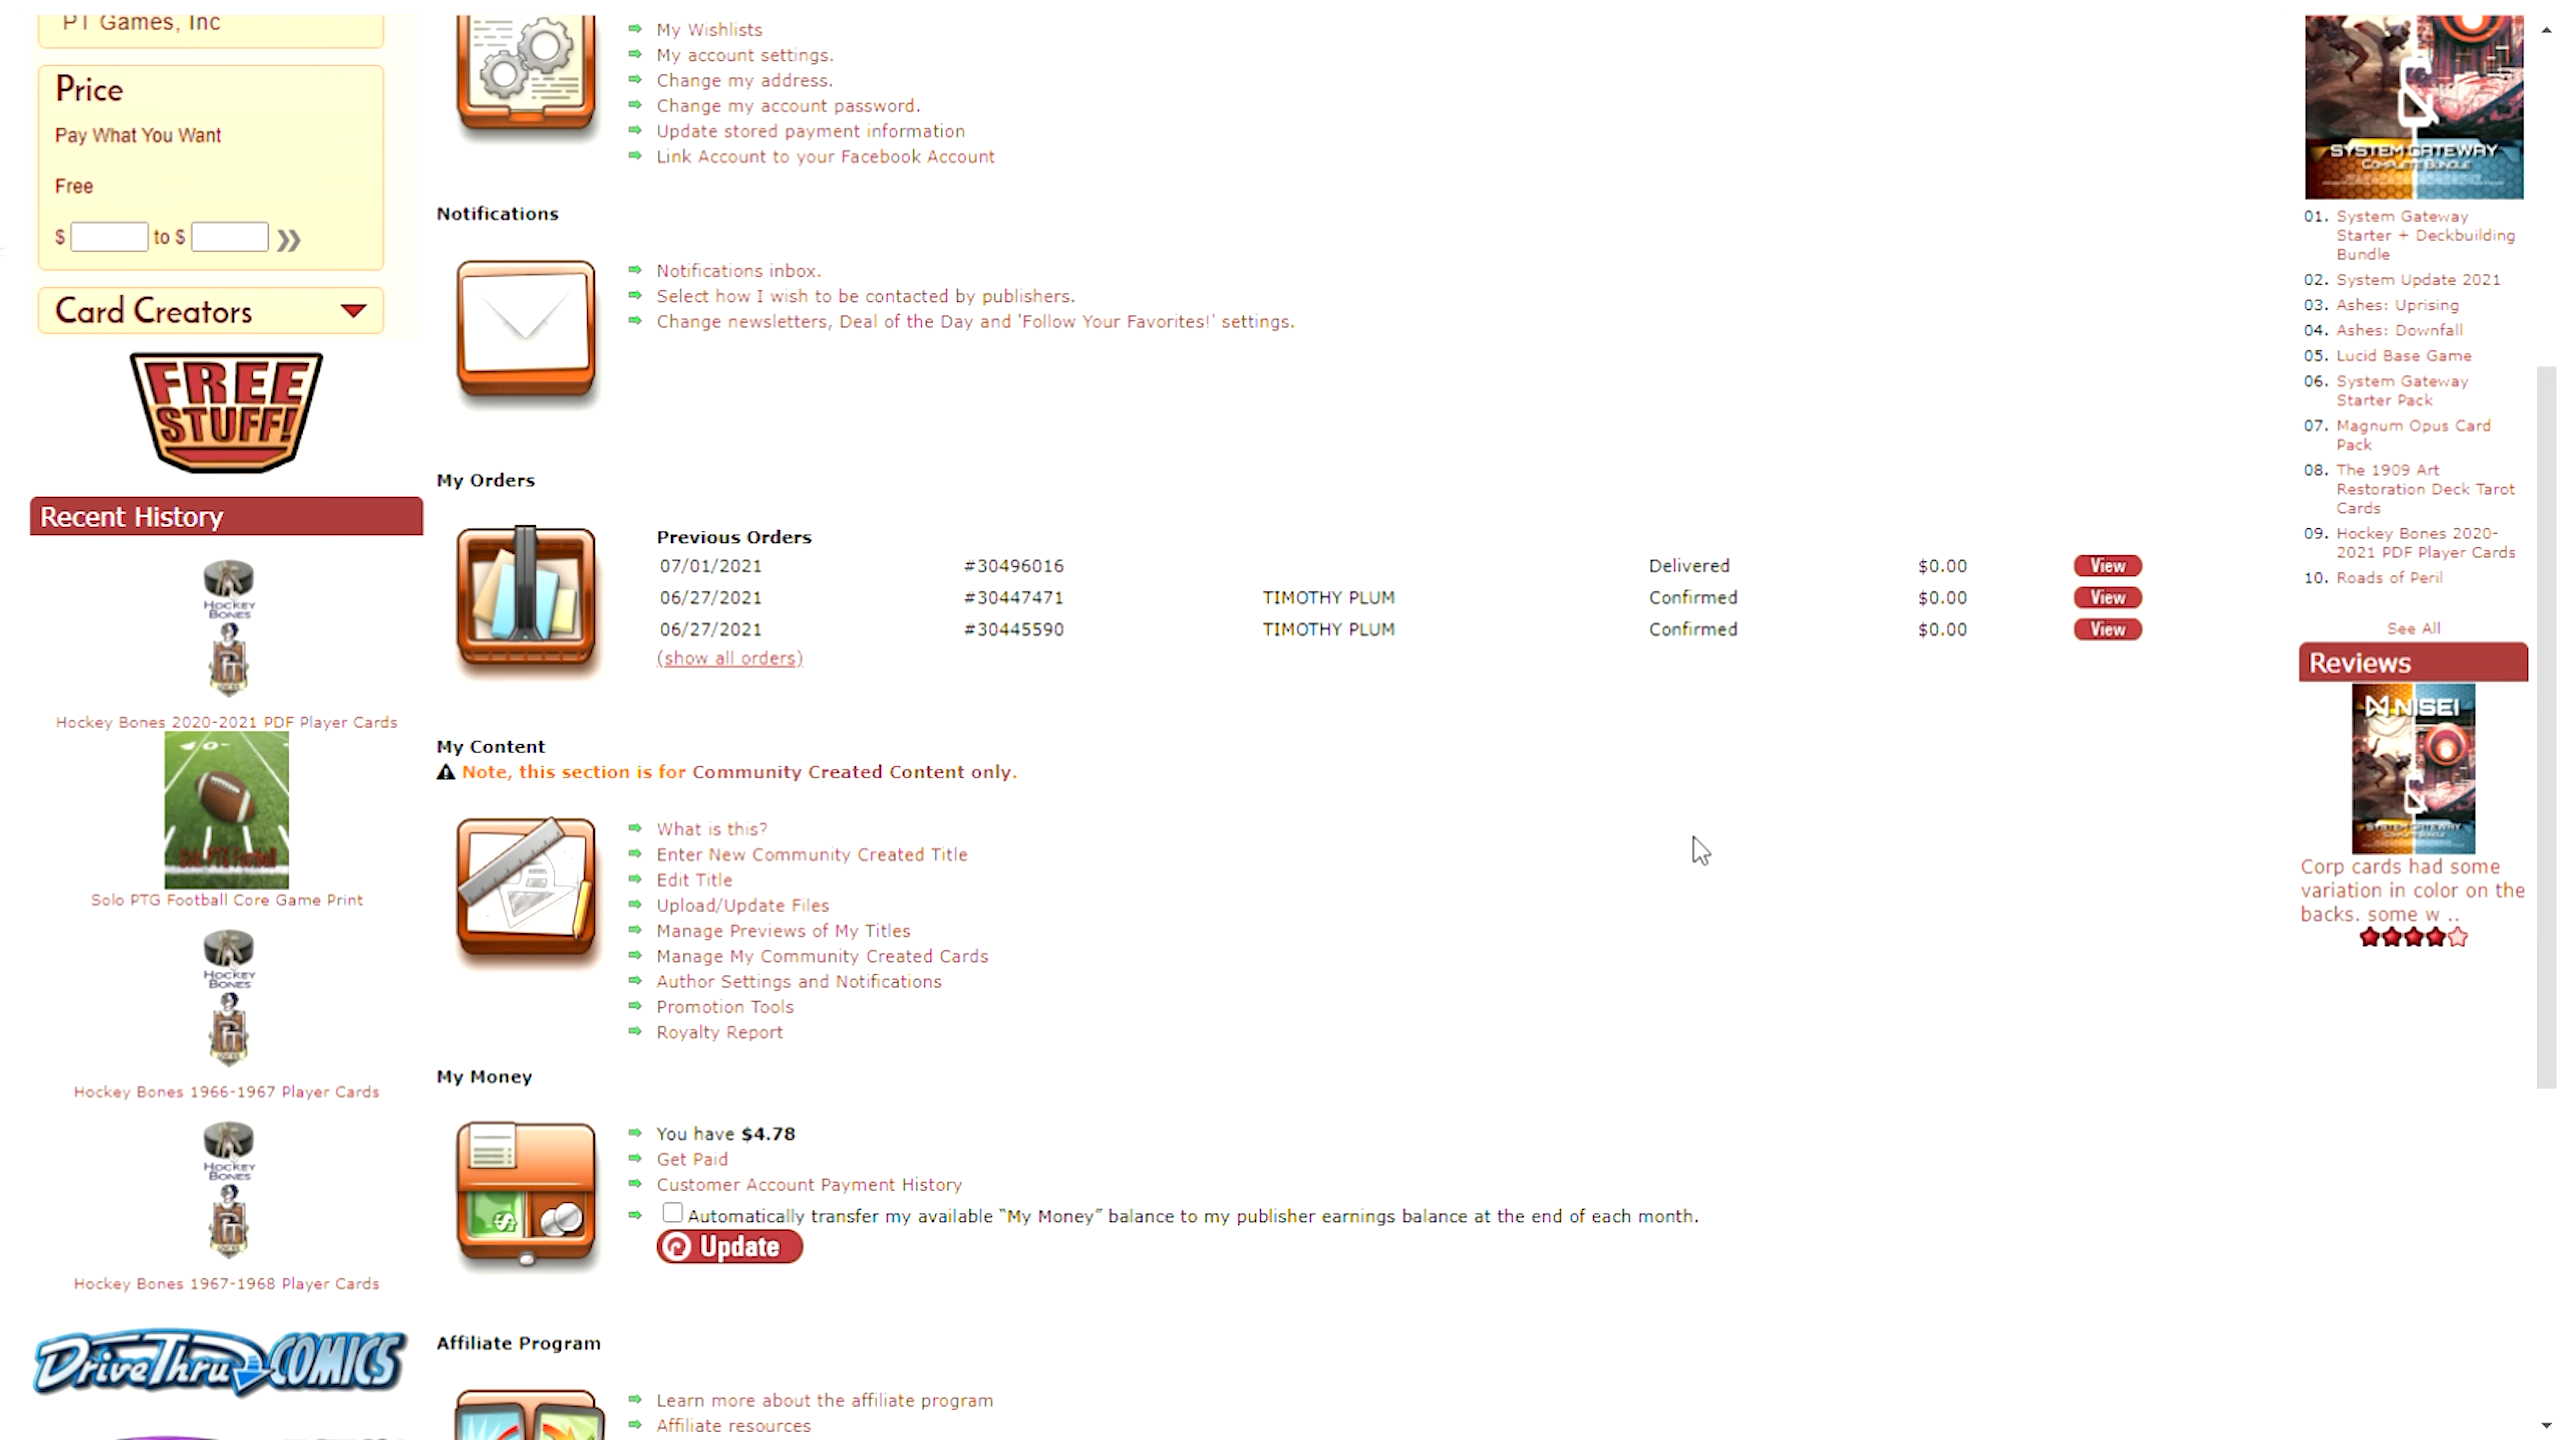 PT Games, Inc
Price
Pay What You Want
Free
$ to $
Card Creators
FREE
STUFF!
Recent History
HOCKEY
BONES
Hockey Bones 2020-2021 PDF Player Cards
Solo PTG Football
Solo PTG Football Core Game Print
HOCKEY
BONES
Hockey Bones 1966-1967 Player Cards
HOCKEY
BONES
Hockey Bones 1967-1968 Player Cards
DriveThru COMICS
My Wishlists
My account settings.
Change my address.
Change my account password.
Update stored payment information
Link Account to your Facebook Account
Notifications
Notifications inbox.
Select how I wish to be contacted by publishers.
Change newsletters, Deal of the Day and 'Follow Your Favorites!' settings.
My Orders
Previous Orders
07/01/2021 #30496016 Delivered $0.00 View
06/27/2021 #30447471 TIMOTHY PLUM Confirmed $0.00 View
06/27/2021 #30445590 TIMOTHY PLUM Confirmed $0.00 View
(show all orders)
My Content
Note, this section is for Community Created Content only.
What is this?
Enter New Community Created Title
Edit Title
Upload/Update Files
Manage Previews of My Titles
Manage My Community Created Cards
Author Settings and Notifications
Promotion Tools
Royalty Report
My Money
You have $4.78
Get Paid
Customer Account Payment History
Automatically transfer my available “My Money” balance to my publisher earnings balance at the end of each month.
Update
Affiliate Program
Learn more about the affiliate program
Affiliate resources
SYSTEM GATEWAY
COMPLETE BUNDLE
01. System Gateway
Starter + Deckbuilding
Bundle
02. System Update 2021
03. Ashes: Uprising
04. Ashes: Downfall
05. Lucid Base Game
06. System Gateway
Starter Pack
07. Magnum Opus Card
Pack
08. The 1909 Art
Restoration Deck Tarot
Cards
09. Hockey Bones 2020-
2021 PDF Player Cards
10. Roads of Peril
See All
Reviews
NISEI
SYSTEM GATEWAY
Corp cards had some
variation in color on the
backs. some w ..